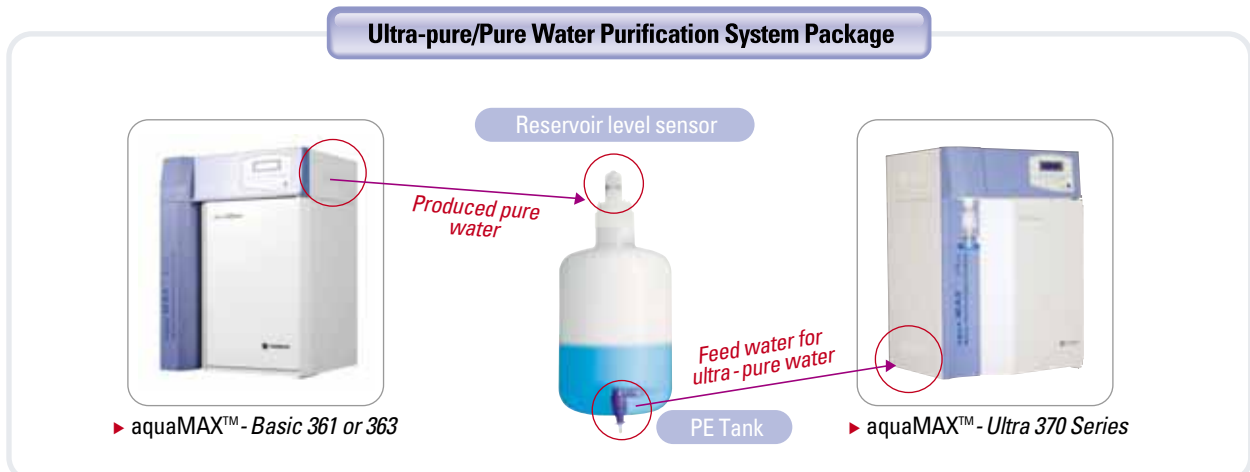 Ultra-pure/Pure Water Purification System Package
Reservoir level sensor
Produced pure
water
Feed water for
ultra-pure water
PE Tank
▶ aquaMAX™- Basic 361 or 363
▶ aquaMAX™- Ultra 370 Series